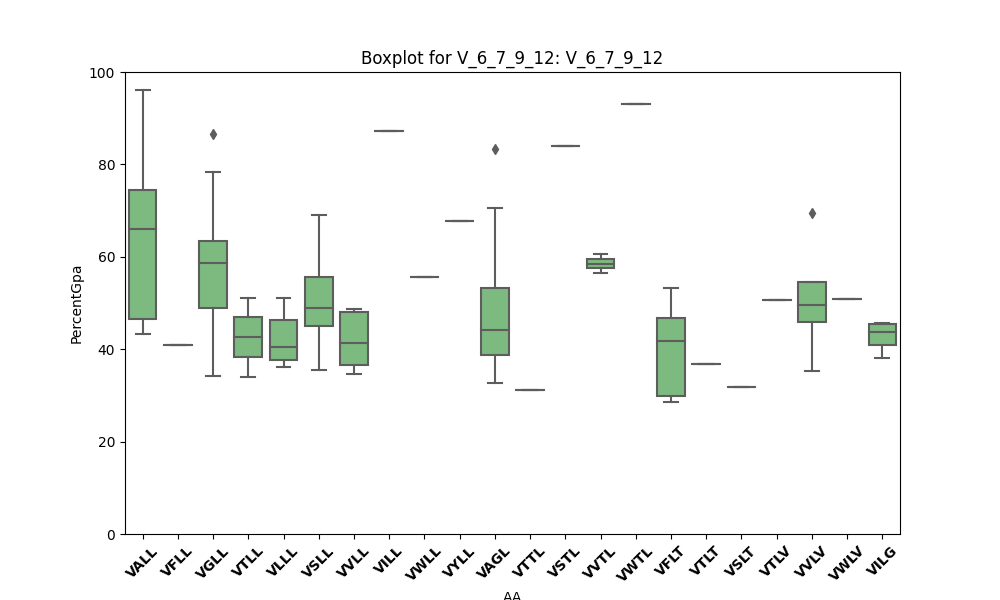 Boxplot for V_6_7_9_12: V_6_7_9_12
100
80
60
40
20
0
PercentGpa
VALL VFLL VGLL VTLL VLLL VSLL VVLL VILL VWLL VYLL VAGL VTTL VSTL VVTL VWTL VFLT VTLT VSLT VTLV VVLV VWLV VILG
AA